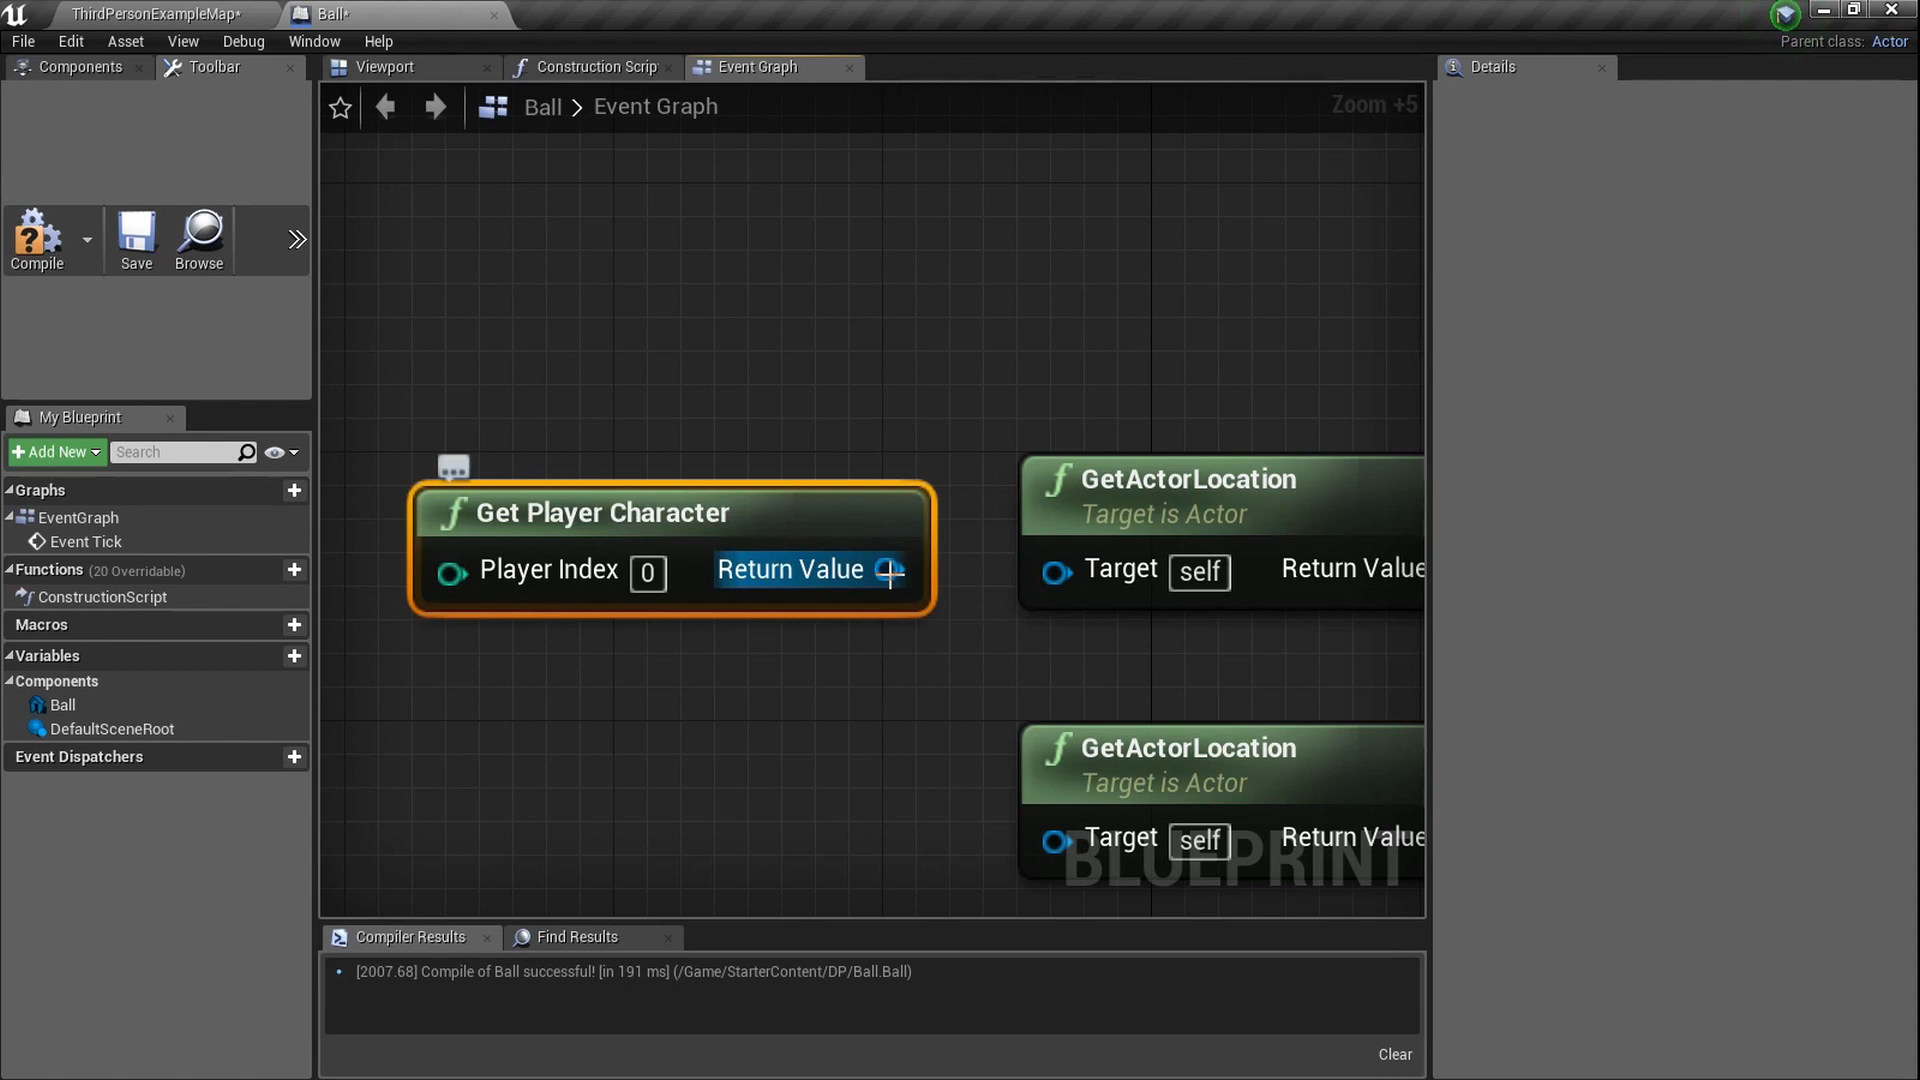 ThirdPersonExampleMap*
Ball*
File Edit Asset View Debug Window Help
Parent class: Actor
Components
Toolbar
Viewport
Construction Scrip
Event Graph
Details
Ball > Event Graph
Zoom +5
Compile
Save
Browse
My Blueprint
+ Add New
Search
Graphs
EventGraph
Event Tick
Functions (20 Overridable)
ConstructionScript
Macros
Variables
Components
Ball
DefaultSceneRoot
Event Dispatchers
f Get Player Character
Player Index 0
Return Value
f GetActorLocation
Target is Actor
Target self
Return Value
f GetActorLocation
Target is Actor
Target self
Return Value
BLUEPRINT
Compiler Results
Find Results
[2007.68] Compile of Ball successful! [in 191 ms] (/Game/StarterContent/DP/Ball.Ball)
Clear